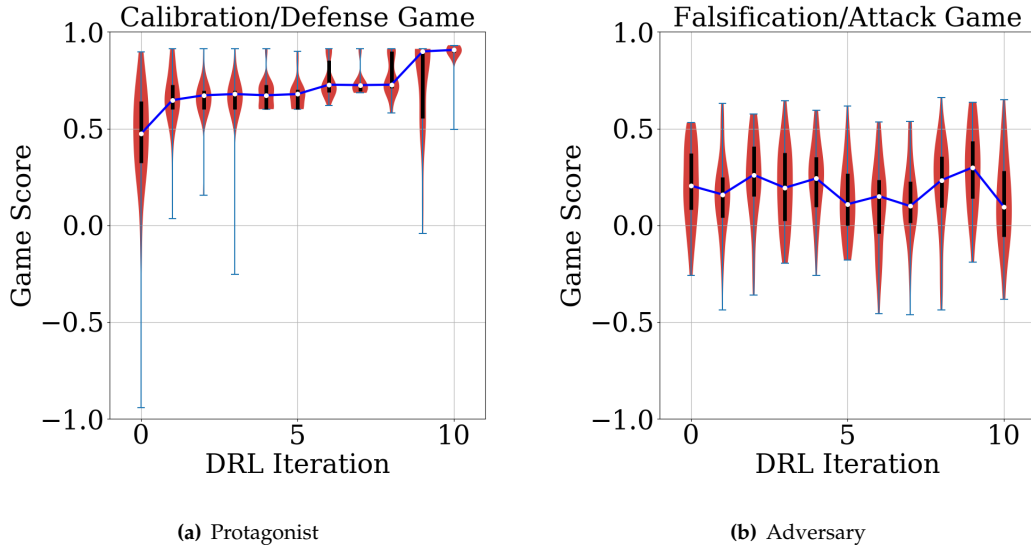 Calibration/Defense Game
Game Score
1.0
0.5
0.0
−0.5
−1.0
0
5
10
DRL Iteration
(a) Protagonist
Falsification/Attack Game
Game Score
1.0
0.5
0.0
−0.5
−1.0
0
5
10
DRL Iteration
(b) Adversary